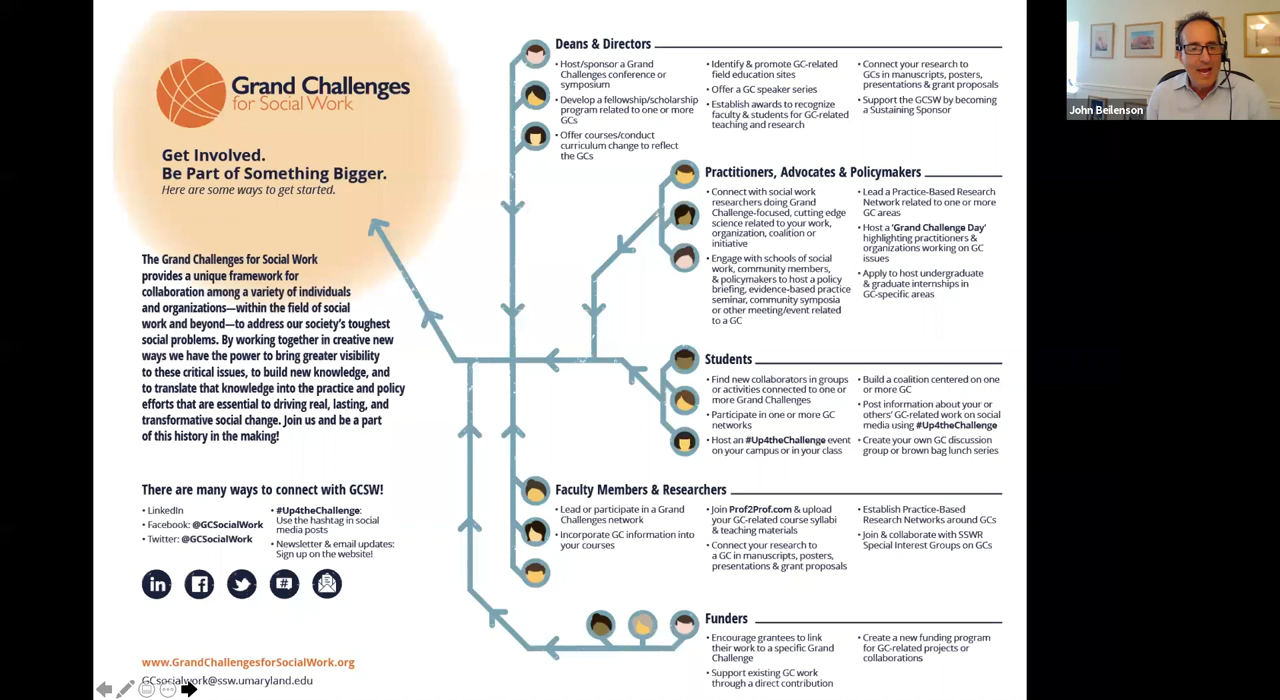 Grand Challenges
for Social Work
Get Involved.
Be Part of Something Bigger.
Here are some ways to get started.
The Grand Challenges for Social Work
provides a unique framework for
collaboration among a variety of individuals
and organizations—within the field of social
work and beyond—to address our society's toughest
social problems. By working together in creative new
ways we have the power to bring greater visibility
to these critical issues, to build new knowledge, and
to translate that knowledge into the practice and policy
efforts that are essential to driving real, lasting, and
transformative social change. Join us and be a part
of this history in the making!
There are many ways to connect with GCSW!
• LinkedIn
• Facebook: @GCSocialWork
• Twitter: @GCSocialWork
• #Up4theChallenge:
Use the hashtag in social
media posts
• Newsletter & email updates:
Sign up on the website!
in
#
www.GrandChallengesforSocialWork.org
GCsocialwork@ssw.umaryland.edu
Deans & Directors
• Host/sponsor a Grand
Challenges conference or
symposium
• Develop a fellowship/scholarship
program related to one or more
GCs
• Offer courses/conduct
curriculum change to reflect
the GCs
• Identify & promote GC-related
field education sites
• Offer a GC speaker series
• Establish awards to recognize
faculty & students for GC-related
teaching and research
• Connect your research to
GCs in manuscripts, posters,
presentations & grant proposals
• Support the GCSW by becoming
a Sustaining Sponsor
Practitioners, Advocates & Policymakers
• Connect with social work
researchers doing Grand
Challenge-focused, cutting edge
science related to your work,
organization, coalition or
initiative
• Engage with schools of social
work, community members,
& policymakers to host a policy
briefing, evidence-based practice
seminar, community symposia
or other meeting/event related
to a GC
• Lead a Practice-Based Research
Network related to one or more
GC areas
• Host a 'Grand Challenge Day'
highlighting practitioners &
organizations working on GC
issues
• Apply to host undergraduate
& graduate internships in
GC-specific areas
Students
• Find new collaborators in groups
or activities connected to one or
more Grand Challenges
• Participate in one or more GC
networks
• Host an #Up4theChallenge event
on your campus or in your class
• Build a coalition centered on one
or more GC
• Post information about your or
others' GC-related work on social
media using #Up4theChallenge
• Create your own GC discussion
group or brown bag lunch series
Faculty Members & Researchers
• Lead or participate in a Grand
Challenges network
• Incorporate GC information into
your courses
• Join Prof2Prof.com & upload
your GC-related course syllabi
& teaching materials
• Connect your research to
a GC in manuscripts, posters,
presentations & grant proposals
• Establish Practice-Based
Research Networks around GCs
• Join & collaborate with SSWR
Special Interest Groups on GCs
Funders
• Encourage grantees to link
their work to a specific Grand
Challenge
• Support existing GC work
through a direct contribution
• Create a new funding program
for GC-related projects or
collaborations
John Beilenson